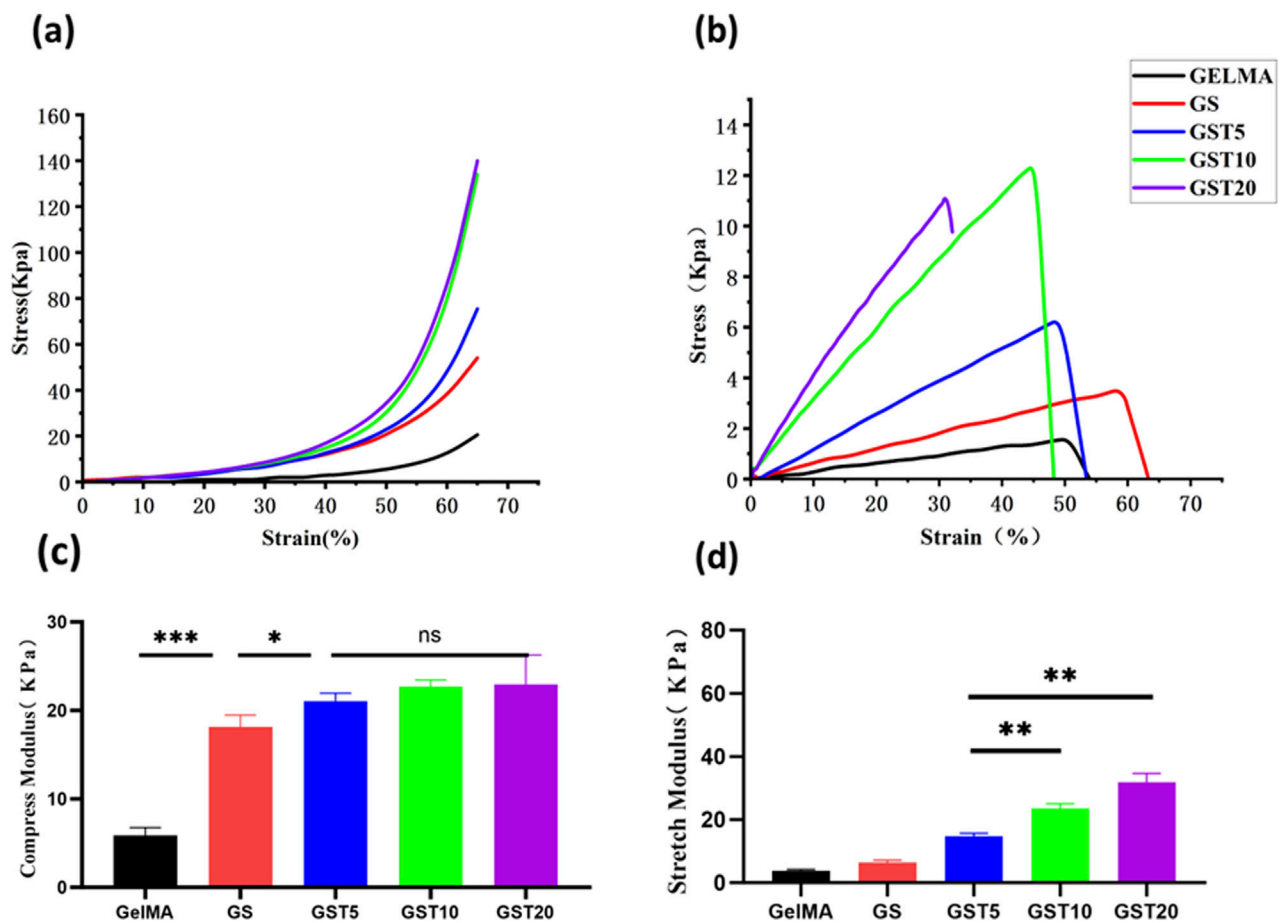 (a)
160
140
120
100
80
60
40
20
0
Stress(Kpa)
0 10 20 30 40 50 60 70
Strain(%)
(b)
GELMA
GS
GST5
GST10
GST20
14
12
10
8
6
4
2
0
Stress（Kpa）
0 10 20 30 40 50 60 70
Strain（%）
(c)
30
20
10
0
Compress Modulus( KPa )
*** * ns
GelMA GS GST5 GST10 GST20
(d)
80
60
40
20
0
Stretch Modulus( KPa )
**
**
GelMA GS GST5 GST10 GST20